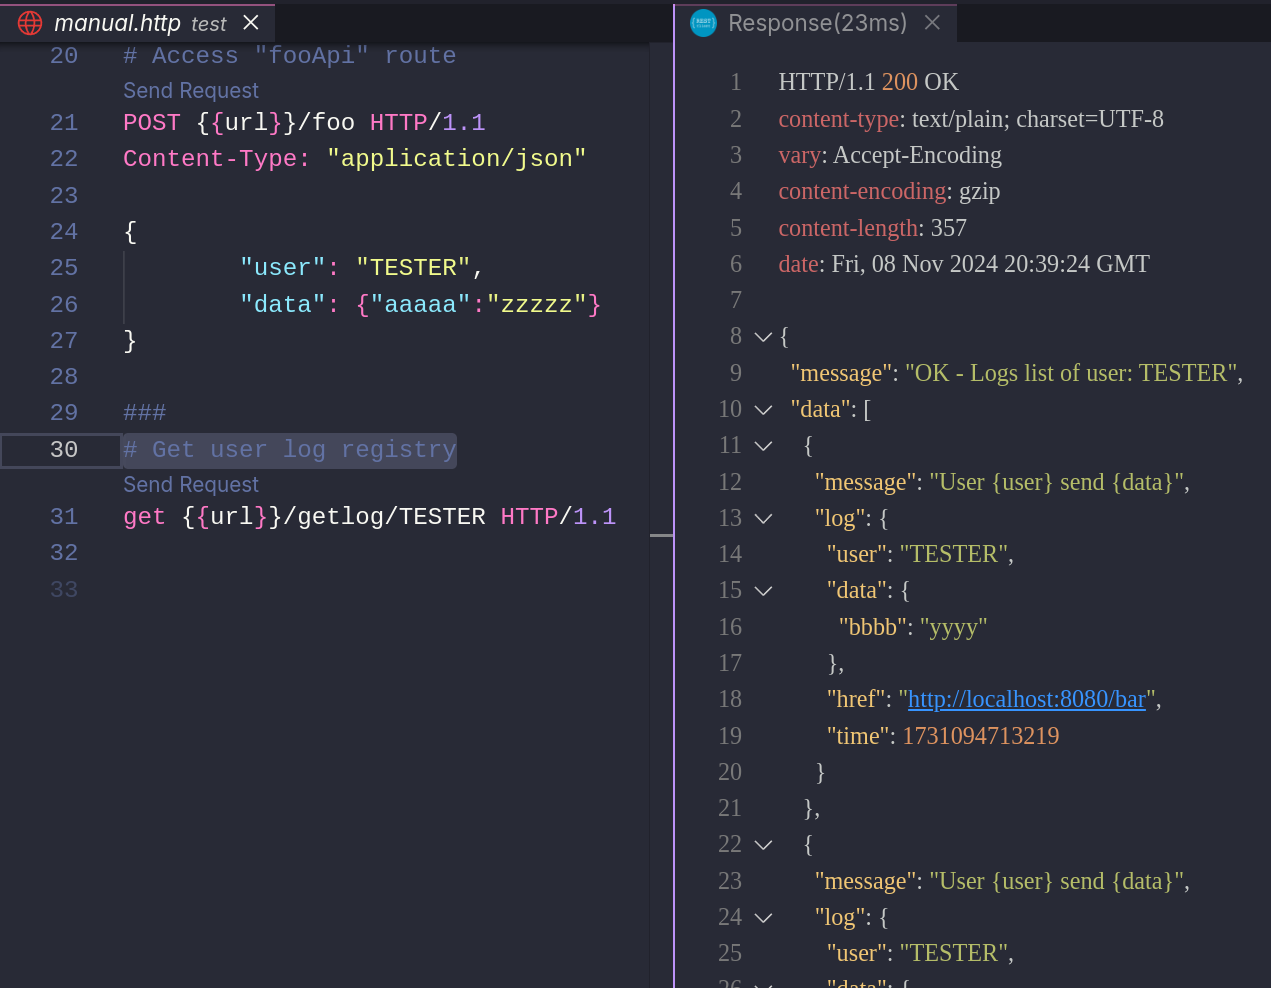 manual.http test
20 # Access "fooApi" route
Send Request
21 POST {{url}}/foo HTTP/1.1
22 Content-Type: "application/json"
23
24 {
25 "user": "TESTER",
26 "data": {"aaaaa":"zzzzz"}
27 }
28
29 ###
30 # Get user log registry
Send Request
31 get {{url}}/getlog/TESTER HTTP/1.1
32
33
Response(23ms)
1 HTTP/1.1 200 OK
2 content-type: text/plain; charset=UTF-8
3 vary: Accept-Encoding
4 content-encoding: gzip
5 content-length: 357
6 date: Fri, 08 Nov 2024 20:39:24 GMT
7
8 {
9 "message": "OK - Logs list of user: TESTER",
10 "data": [
11 {
12 "message": "User {user} send {data}",
13 "log": {
14 "user": "TESTER",
15 "data": {
16 "bbbb": "yyyy"
17 },
18 "href": "http://localhost:8080/bar",
19 "time": 1731094713219
20 }
21 },
22 {
23 "message": "User {user} send {data}",
24 "log": {
25 "user": "TESTER",
26 "data": {